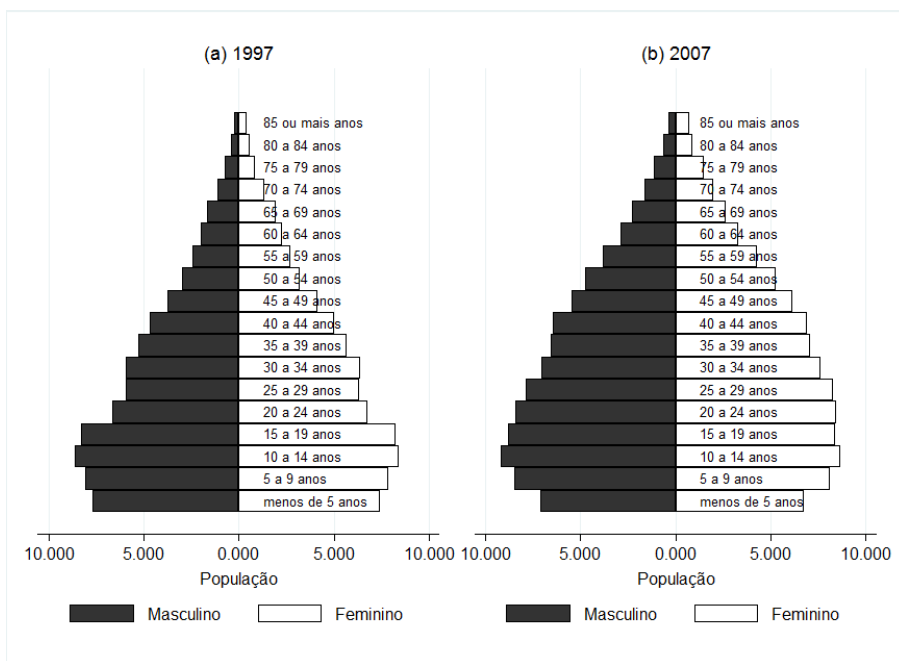 (a) 1997
85 ou mais anos
80 a 84 anos
75 a 79 anos
70 a 74 anos
65 a 69 anos
60 a 64 anos
55 a 59 anos
50 a 54 anos
45 a 49 anos
40 a 44 anos
35 a 39 anos
30 a 34 anos
25 a 29 anos
20 a 24 anos
15 a 19 anos
10 a 14 anos
5 a 9 anos
menos de 5 anos
10.000 5.000 0.000 5.000 10.000
População
Masculino Feminino
(b) 2007
85 ou mais anos
80 a 84 anos
75 a 79 anos
70 a 74 anos
65 a 69 anos
60 a 64 anos
55 a 59 anos
50 a 54 anos
45 a 49 anos
40 a 44 anos
35 a 39 anos
30 a 34 anos
25 a 29 anos
20 a 24 anos
15 a 19 anos
10 a 14 anos
5 a 9 anos
menos de 5 anos
10.000 5.000 0.000 5.000 10.000
População
Masculino Feminino